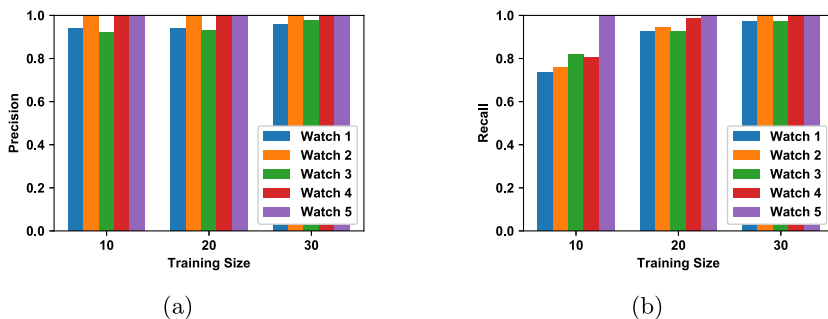 1.0
0.8
0.6
0.4
0.2
0.0
Precision
Watch 1
Watch 2
Watch 3
Watch 4
Watch 5
10 20 30
Training Size
(a)
1.0
0.8
0.6
0.4
0.2
0.0
Recall
Watch 1
Watch 2
Watch 3
Watch 4
Watch 5
10 20 30
Training Size
(b)